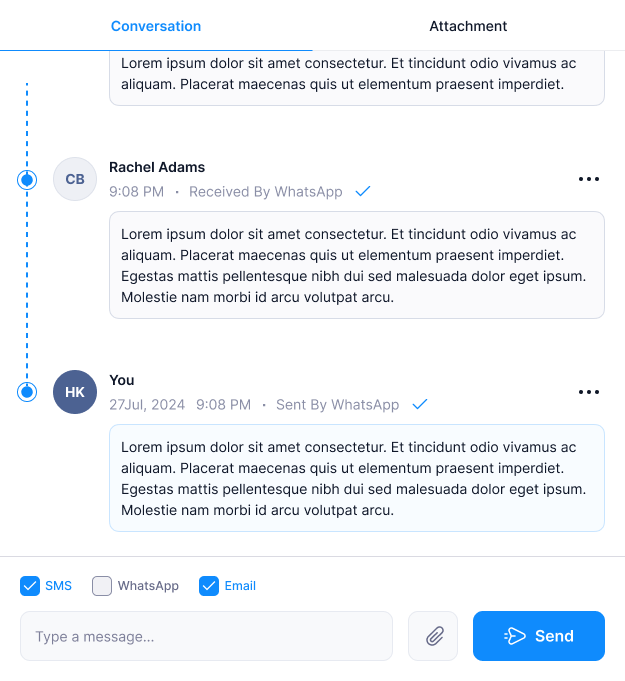 Conversation
Attachment
Lorem ipsum dolor sit amet consectetur. Et tincidunt odio vivamus ac
aliquam. Placerat maecenas quis ut elementum praesent imperdiet.
CB
Rachel Adams
9:08 PM · Received By WhatsApp
Lorem ipsum dolor sit amet consectetur. Et tincidunt odio vivamus ac
aliquam. Placerat maecenas quis ut elementum praesent imperdiet.
Egestas mattis pellentesque nibh dui sed malesuada dolor eget ipsum.
Molestie nam morbi id arcu volutpat arcu.
HK
You
27Jul, 2024 9:08 PM · Sent By WhatsApp
Lorem ipsum dolor sit amet consectetur. Et tincidunt odio vivamus ac
aliquam. Placerat maecenas quis ut elementum praesent imperdiet.
Egestas mattis pellentesque nibh dui sed malesuada dolor eget ipsum.
Molestie nam morbi id arcu volutpat arcu.
SMS
WhatsApp
Email
Type a message...
Send